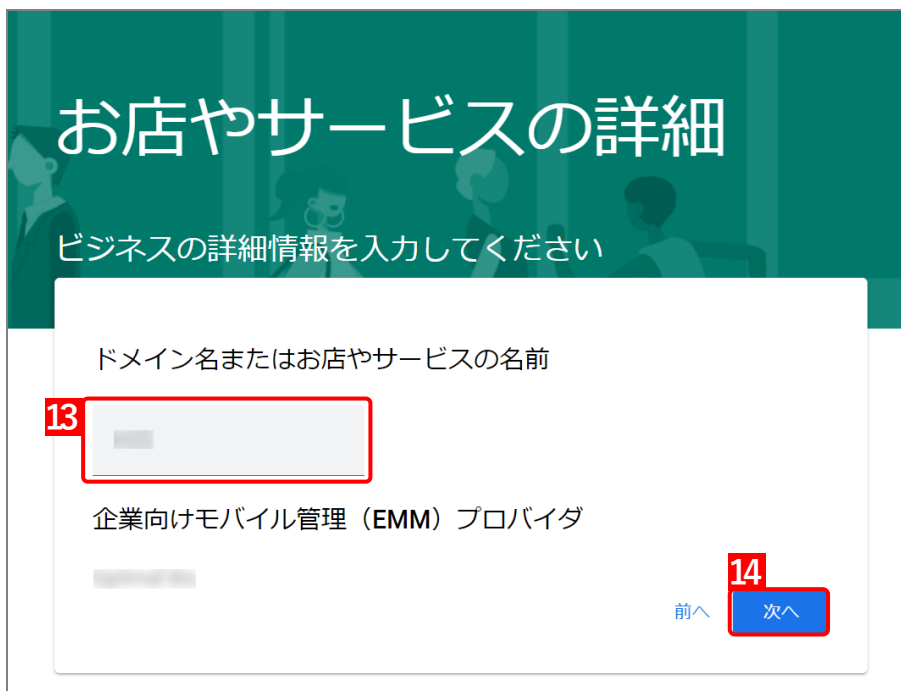 お店やサービスの詳細
ビジネスの詳細情報を入力してください
ドメイン名またはお店やサービスの名前
13
企業向けモバイル管理（EMM）プロバイダ
14
前へ 次へ